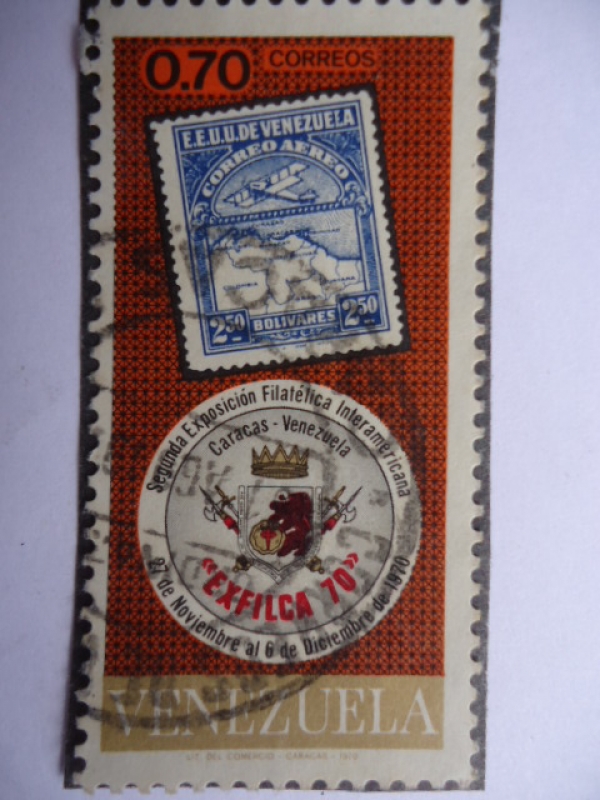 0.70 CORREOS
E.E.U.U. DE VENEZUELA
CORREO AEREO
2.50 BOLIVARES 2.50
Segunda Exposición Filatélica Interamericana
Caracas - Venezuela
"EXFILCA 70"
27 de Noviembre al 6 de Diciembre de 1970
VENEZUELA
LIT. DEL COMERCIO - CARACAS - 1970